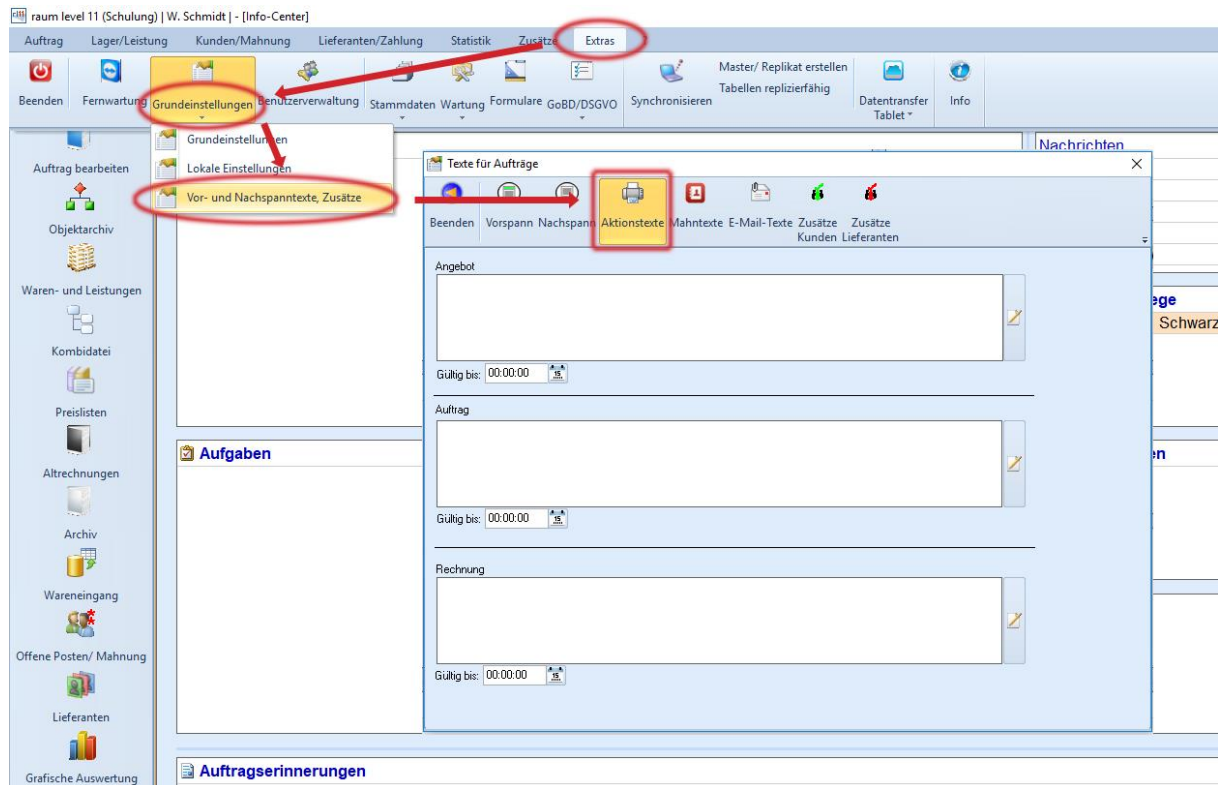 raum level 11 (Schulung) | W. Schmidt | - [Info-Center]
Auftrag Lager/Leistung Kunden/Mahnung Lieferanten/Zahlung Statistik Zusätze Extras
Beenden Fernwartung Grundeinstellungen Benutzerverwaltung Stammdaten Wartung Formulare GoBD/DSGVO Synchronisieren
Master/ Replikat erstellen
Tabellen replizierfähig
Datentransfer
Tablet
Info
Grundeinstellungen
Lokale Einstellungen
Vor- und Nachspanntexte, Zusätze
Auftrag bearbeiten
Objektarchiv
Waren- und Leistungen
Kombidatei
Preislisten
Altrechnungen
Archiv
Wareneingang
Offene Posten/ Mahnung
Lieferanten
Grafische Auswertung
Aufgaben
Auftragserinnerungen
Nachrichten
Schwarz
Texte für Aufträge
Beenden Vorspann Nachspann Aktionstexte Mahntexte E-Mail-Texte Zusätze Zusätze
Kunden Lieferanten
Angebot
Gültig bis: 00:00:00 15
Auftrag
Gültig bis: 00:00:00 15
Rechnung
Gültig bis: 00:00:00 15